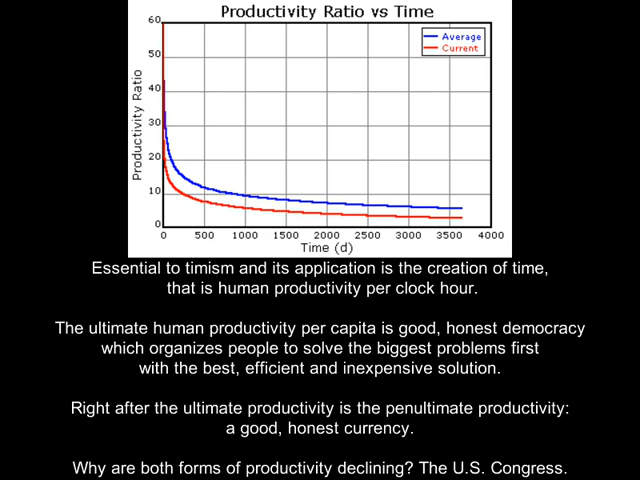 Productivity Ratio vs Time
60
50
40
30
20
10
0
Productivity Ratio
Average
Current
0 500 1000 1500 2000 2500 3000 3500 4000
Time (d)
Essential to timism and its application is the creation of time,
that is human productivity per clock hour.
The ultimate human productivity per capita is good, honest democracy
which organizes people to solve the biggest problems first
with the best, efficient and inexpensive solution.
Right after the ultimate productivity is the penultimate productivity:
a good, honest currency.
Why are both forms of productivity declining? The U.S. Congress.